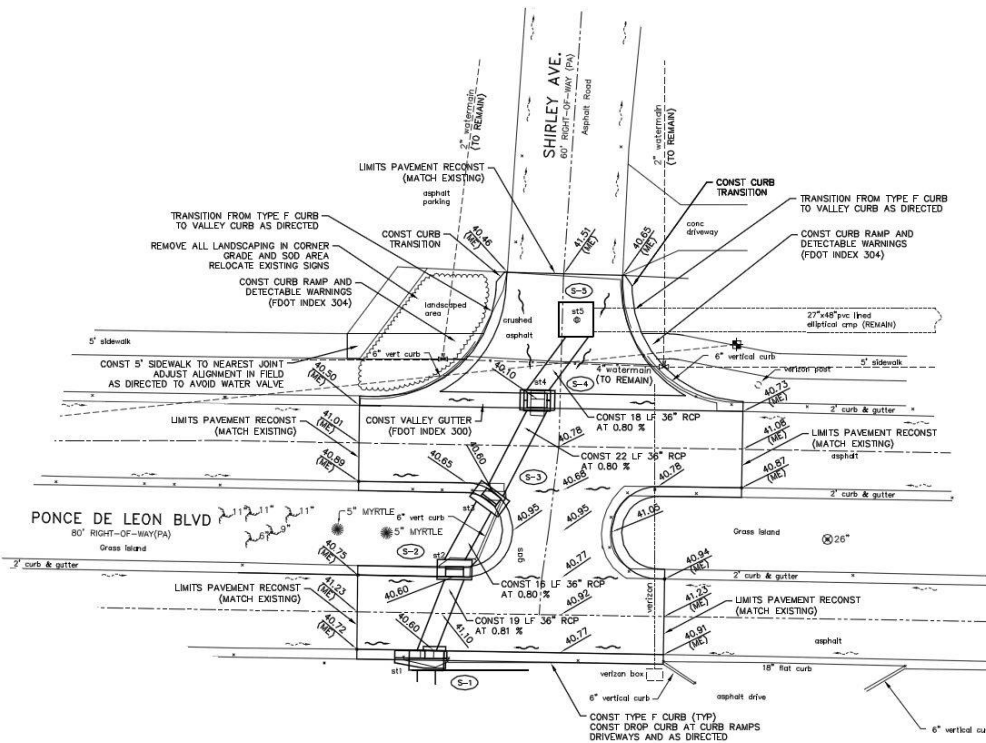 SHIRLEY AVE.
60' RIGHT-OF-WAY (PA)
Asphalt Road
2" watermain
(TO REMAIN)
2" watermain
(TO REMAIN)
LIMITS PAVEMENT RECONST
(MATCH EXISTING)
asphalt
parking
CONST CURB
TRANSITION
TRANSITION FROM TYPE F CURB
TO VALLEY CURB AS DIRECTED
conc
driveway
TRANSITION FROM TYPE F CURB
TO VALLEY CURB AS DIRECTED
CONST CURB
TRANSITION
40.46
(ME)
41.51
(ME)
40.65
(ME)
REMOVE ALL LANDSCAPING IN CORNER
GRADE AND SOD AREA
RELOCATE EXISTING SIGNS
CONST CURB RAMP AND
DETECTABLE WARNINGS
(FDOT INDEX 304)
CONST CURB RAMP AND
DETECTABLE WARNINGS
(FDOT INDEX 304)
landscaped
area
S-5
st5
crushed
asphalt
27"x48"pvc lined
elliptical cmp (REMAIN)
5' sidewalk
6" vert curb
6" vertical curb
5' sidewalk
CONST 5' SIDEWALK TO NEAREST JOINT
ADJUST ALIGNMENT IN FIELD
AS DIRECTED TO AVOID WATER VALVE
4" watermain
(TO REMAIN)
verizon post
40.10
st4
S-4
40.50
(ME)
40.73
(ME)
2' curb & gutter
LIMITS PAVEMENT RECONST
(MATCH EXISTING)
41.01
(ME)
CONST VALLEY GUTTER
(FDOT INDEX 300)
CONST 18 LF 36" RCP
AT 0.80 %
41.08
(ME)
LIMITS PAVEMENT RECONST
(MATCH EXISTING)
40.78
40.89
(ME)
40.65
40.60
CONST 22 LF 36" RCP
AT 0.80 %
40.87
(ME)
asphalt
S-3
40.68
40.78
2' curb & gutter
PONCE DE LEON BLVD
80' RIGHT-OF-WAY(PA)
Grass Island
11"
11"
11"
6"
9"
5" MYRTLE
5" MYRTLE
st3
6" vert curb
40.95
40.95
41.05
Grass Island
26"
S-2
st2
gas
2' curb & gutter
40.75
(ME)
40.77
40.94
(ME)
2' curb & gutter
CONST 16 LF 36" RCP
AT 0.80 %
LIMITS PAVEMENT RECONST
(MATCH EXISTING)
41.23
(ME)
40.60
40.92
verizon
41.23
(ME)
LIMITS PAVEMENT RECONST
(MATCH EXISTING)
CONST 19 LF 36" RCP
AT 0.81 %
40.72
(ME)
40.60
41.10
40.77
40.91
(ME)
asphalt
st1
S-1
verizon box
18" flat curb
6" vertical curb
asphalt drive
CONST TYPE F CURB (TYP)
CONST DROP CURB AT CURB RAMPS
DRIVEWAYS AND AS DIRECTED
6" vertical cu